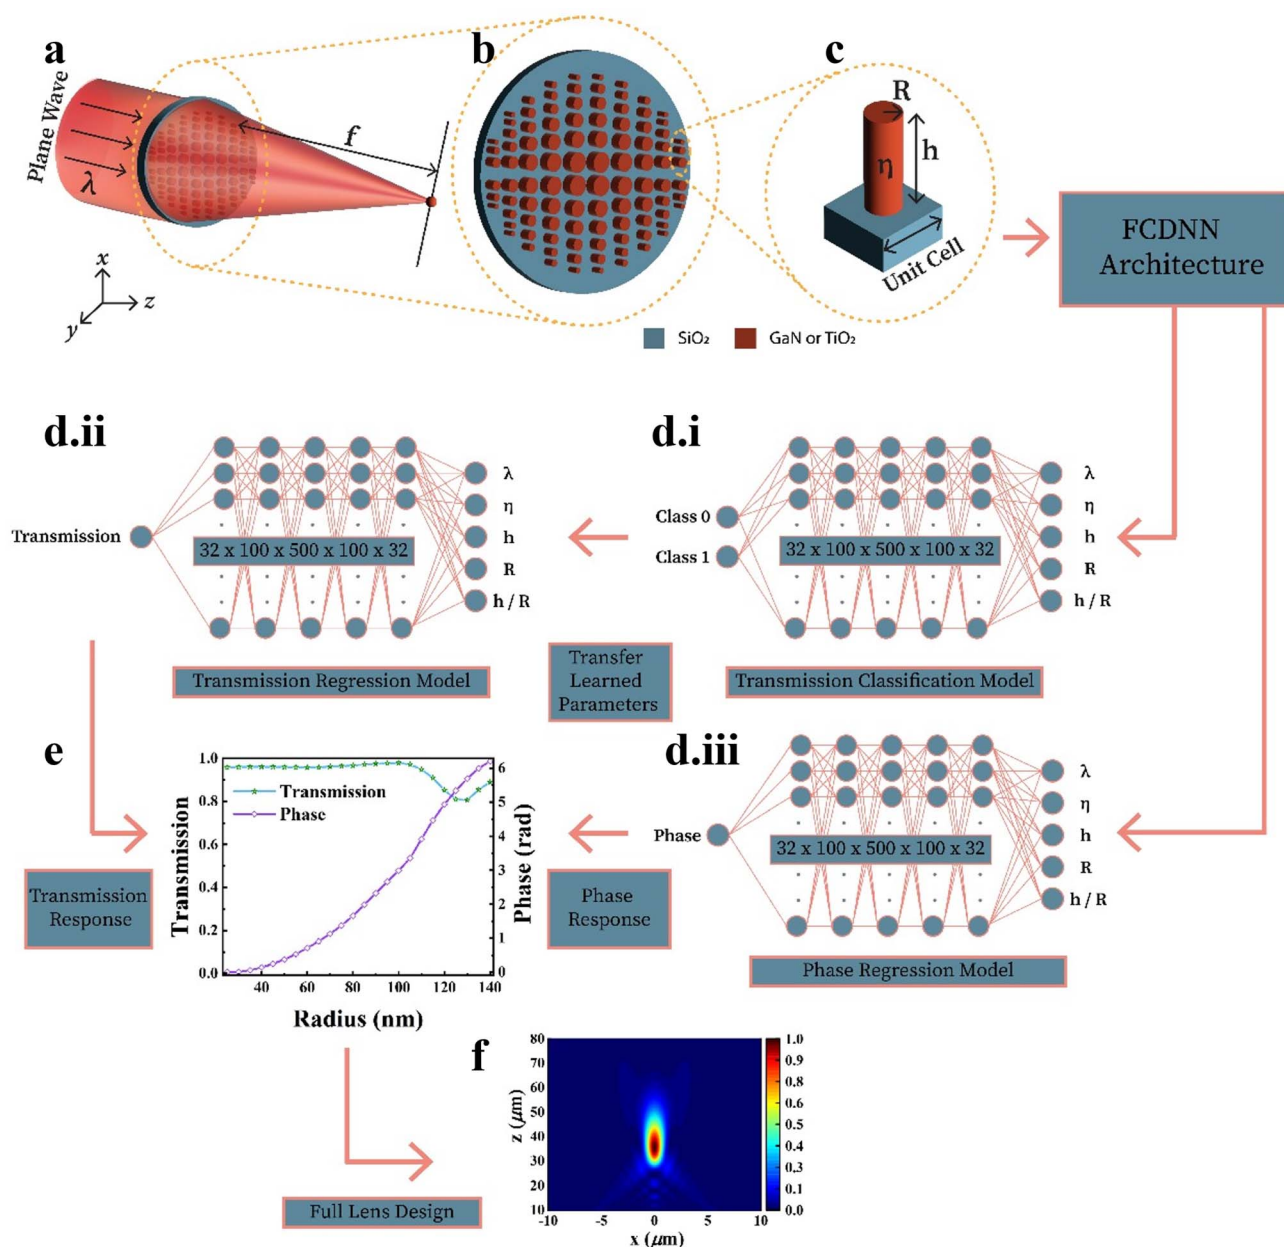 a
b
c
Plane Wave
λ
f
x
y
z
R
h
η
Unit Cell
SiO₂
GaN or TiO₂
FCDNN
Architecture
d.ii
d.i
Transmission
32 x 100 x 500 x 100 x 32
λ
η
h
R
h / R
Transmission Regression Model
Class 0
Class 1
32 x 100 x 500 x 100 x 32
λ
η
h
R
h / R
Transmission Classification Model
Transfer
Learned
Parameters
e
d.iii
Transmission
Response
Transmission
1.0
0.8
0.6
0.4
0.2
0.0
Transmission
Phase
40
60
80
100
120
140
Radius (nm)
6
5
4
3
2
1
0
Phase (rad)
Phase
Response
Phase
32 x 100 x 500 x 100 x 32
λ
η
h
R
h / R
Phase Regression Model
f
Full Lens Design
z (μm)
80
70
60
50
40
30
20
10
-10
-5
0
5
10
x (μm)
1.0
0.9
0.8
0.7
0.6
0.5
0.4
0.3
0.2
0.1
0.0